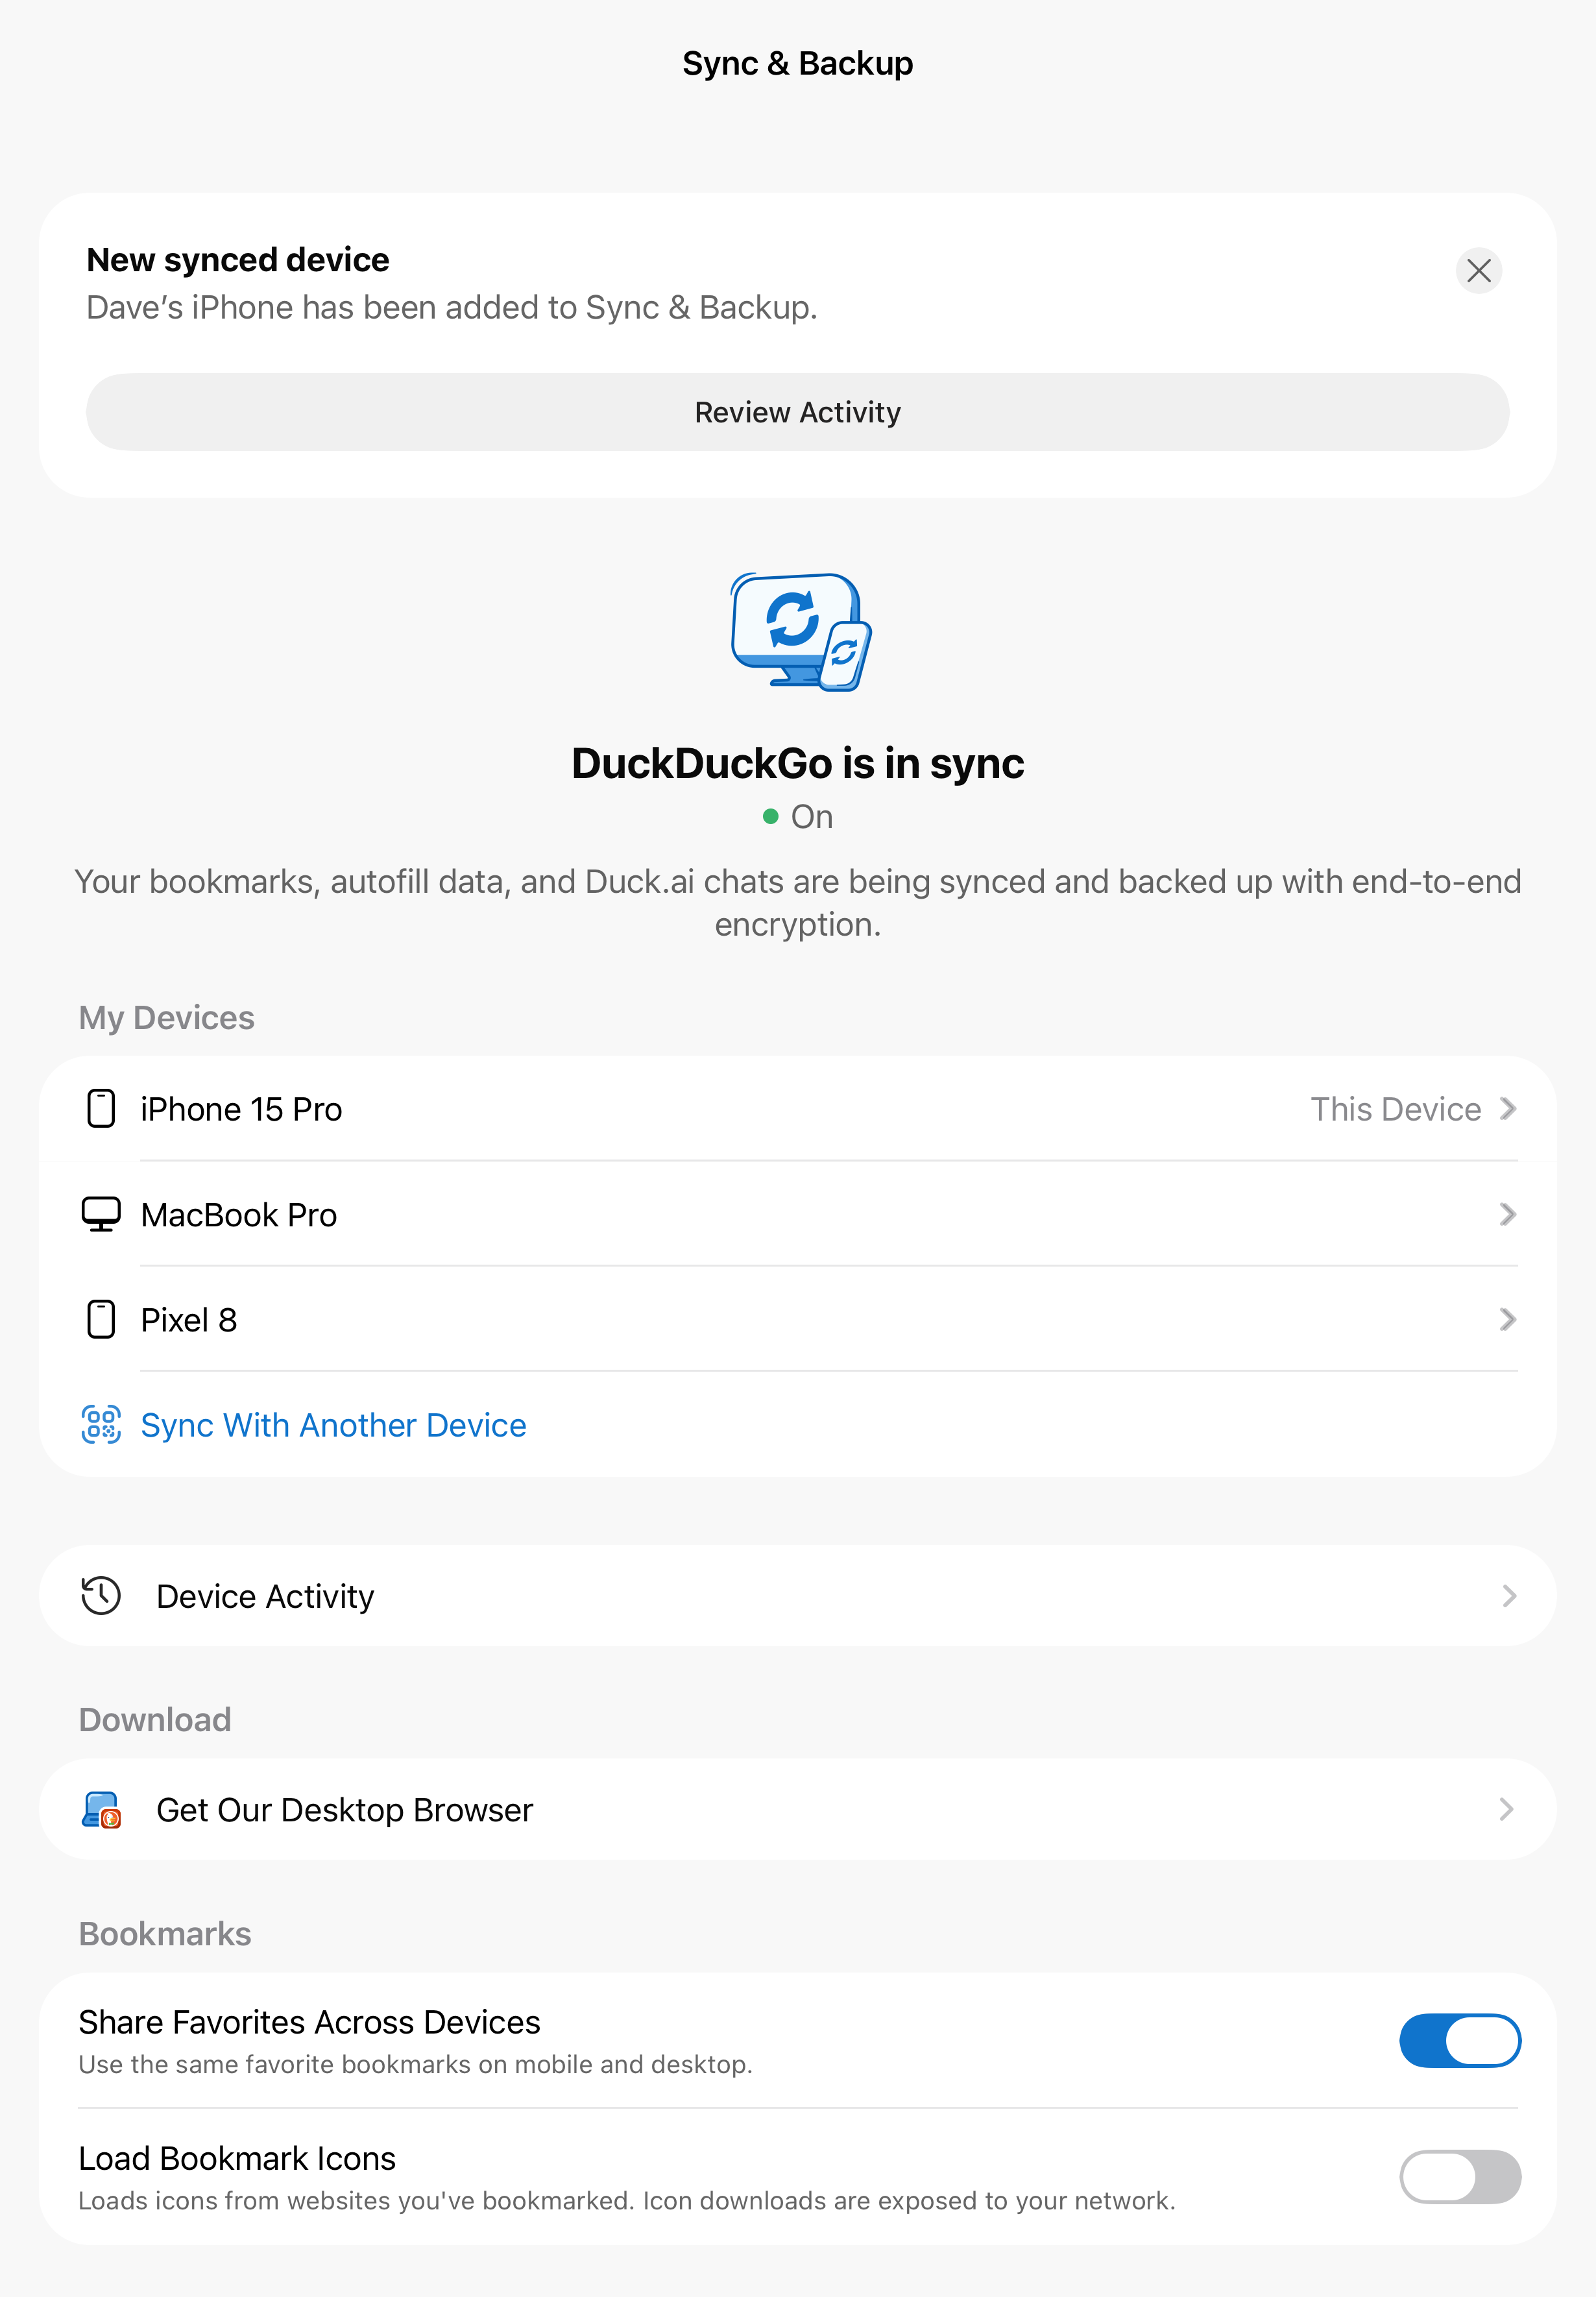 Sync & Backup
New synced device
Dave’s iPhone has been added to Sync & Backup.
Review Activity
DuckDuckGo is in sync
On
Your bookmarks, autofill data, and Duck.ai chats are being synced and backed up with end-to-end
encryption.
My Devices
iPhone 15 Pro
This Device
MacBook Pro
Pixel 8
Sync With Another Device
Device Activity
Download
Get Our Desktop Browser
Bookmarks
Share Favorites Across Devices
Use the same favorite bookmarks on mobile and desktop.
Load Bookmark Icons
Loads icons from websites you've bookmarked. Icon downloads are exposed to your network.